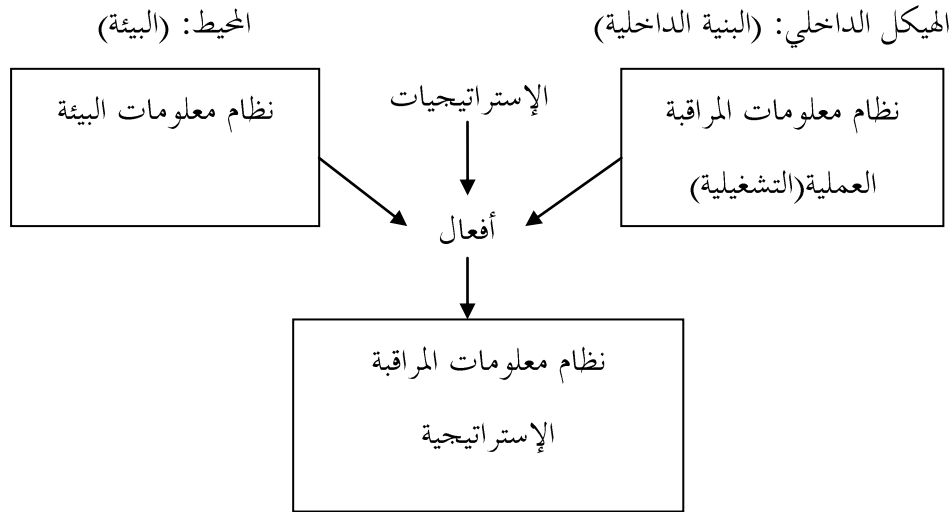 الهيكل الداخلي: (البنية الداخلية)
المحيط: (البيئة)
نظام معلومات المراقبة
العملية(التشغيلية)
الإستراتيجيات
نظام معلومات البيئة
أفعال
نظام معلومات المراقبة
الإستراتيجية